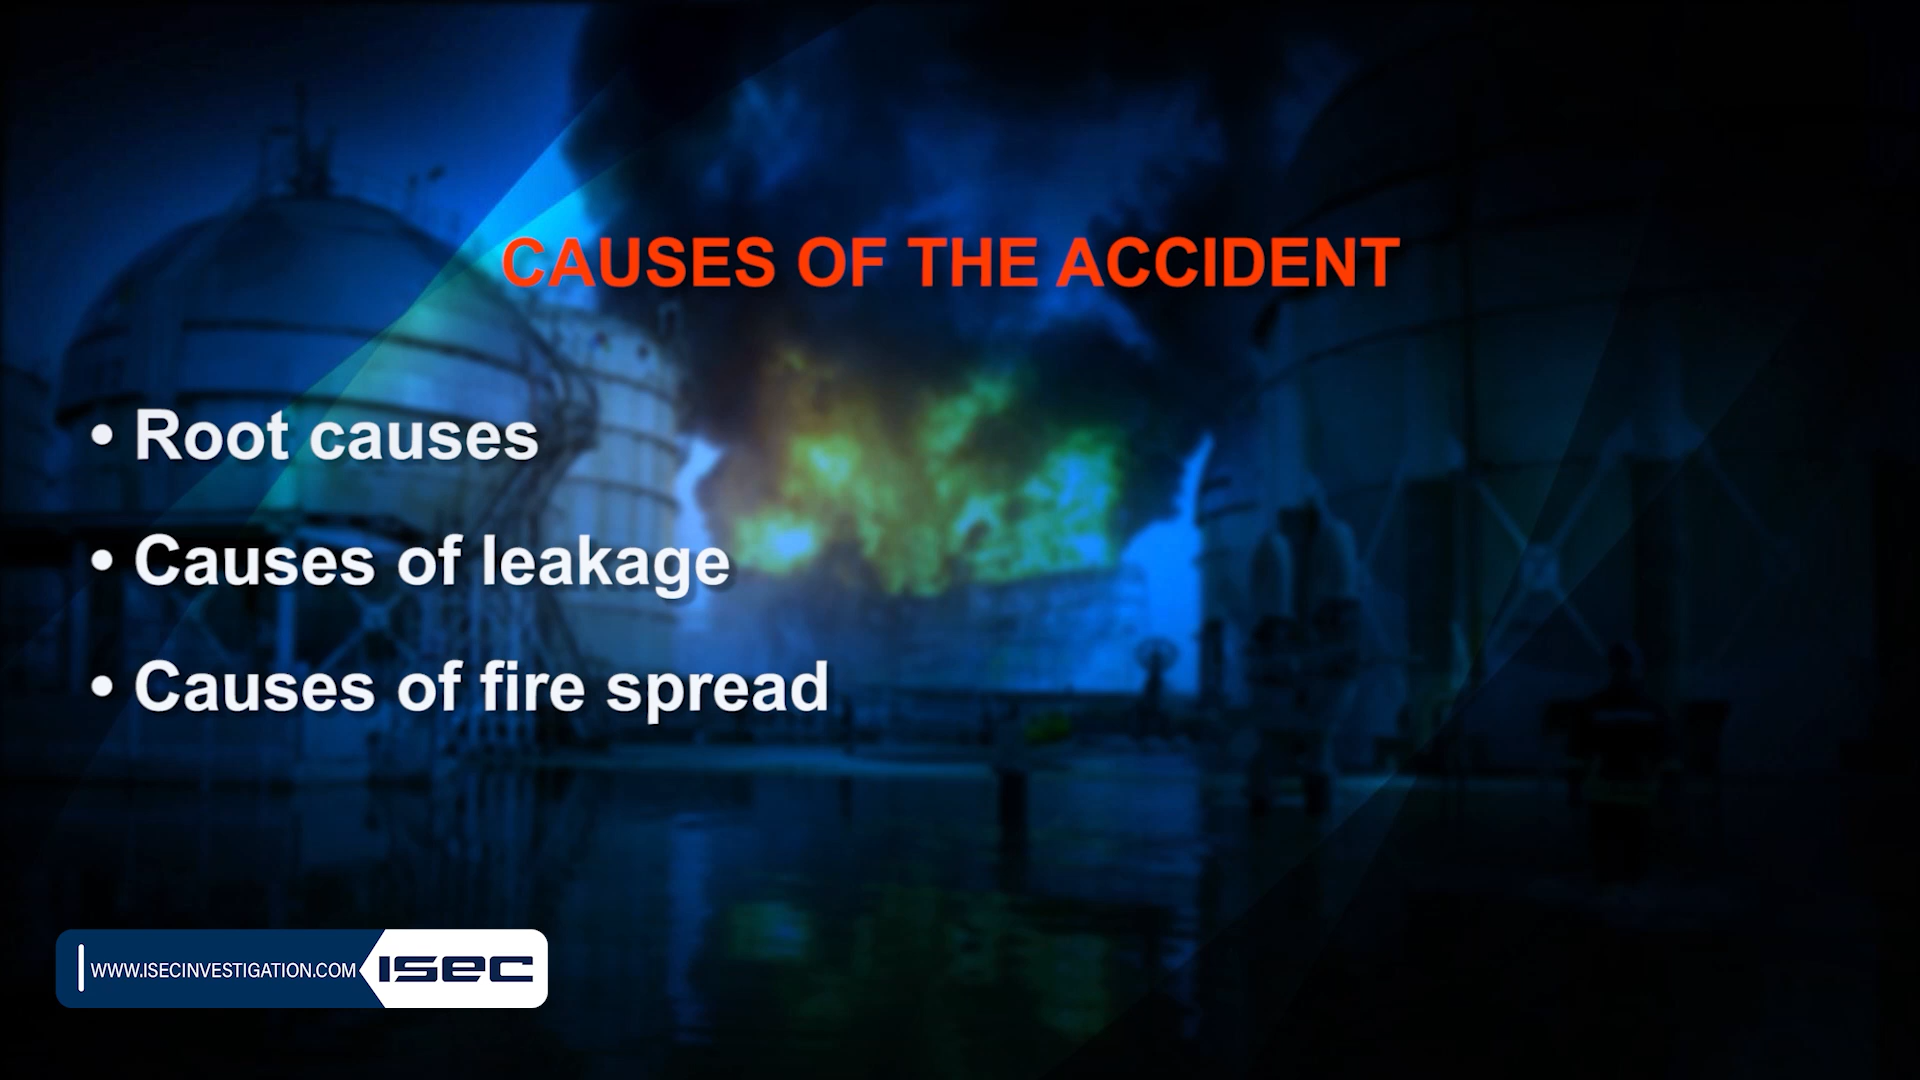 CAUSES OF THE ACCIDENT
• Root causes
• Causes of leakage
• Causes of fire spread
WWW.ISECINVESTIGATION.COM ISEC